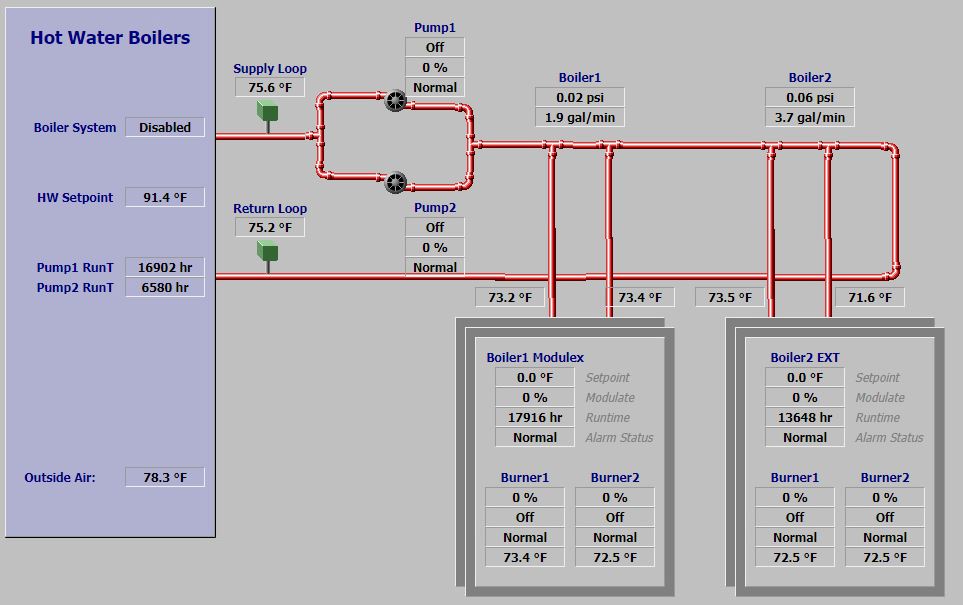 Hot Water Boilers
Boiler System Disabled
HW Setpoint 91.4 °F
Pump1 RunT 16902 hr
Pump2 RunT 6580 hr
Outside Air: 78.3 °F
Supply Loop
75.6 °F
Return Loop
75.2 °F
Pump1
Off
0 %
Normal
Pump2
Off
0 %
Normal
Boiler1
0.02 psi
1.9 gal/min
Boiler2
0.06 psi
3.7 gal/min
73.2 °F 73.4 °F 73.5 °F 71.6 °F
Boiler1 Modulex
0.0 °F Setpoint
0 % Modulate
17916 hr Runtime
Normal Alarm Status
Burner1 Burner2
0 % 0 %
Off Off
Normal Normal
73.4 °F 72.5 °F
Boiler2 EXT
0.0 °F Setpoint
0 % Modulate
13648 hr Runtime
Normal Alarm Status
Burner1 Burner2
0 % 0 %
Off Off
Normal Normal
72.5 °F 72.5 °F